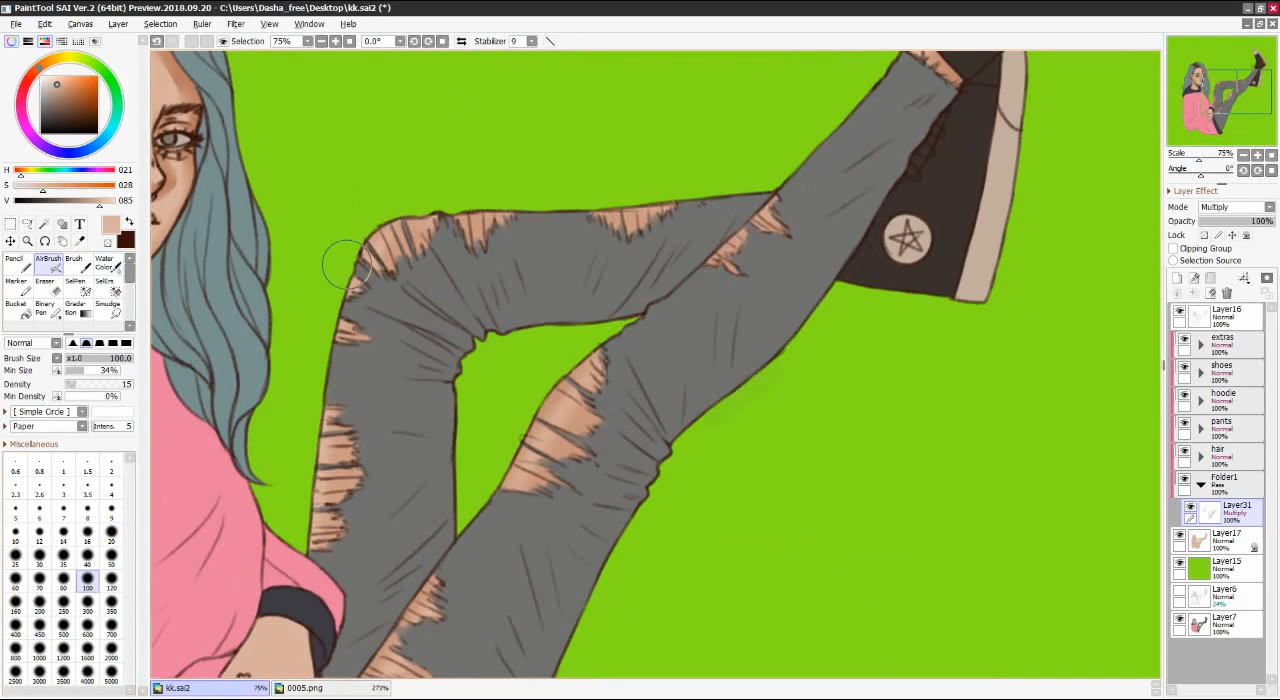 PaintTool SAI Ver.2 (64bit) Preview.2018.09.20 - C:\Users\Dasha_free\Desktop\kk.sai2 (*)
File Edit Canvas Layer Selection Ruler Filter View Window Help
Selection 75% 0.0° Stabilizer 9
H 021
S 028
V 085
T
Pencil AirBrush Brush Water Color
Marker Eraser SelPen SelErs
Bucket Binary Pen Gradation Smudge
Normal
Brush Size x1.0 100.0
Min Size 34%
Density 15
Min Density 0%
[ Simple Circle ]
Paper Intens. 5
Miscellaneous
0.6 0.8 1 1.5 2
2.3 2.6 3 3.5 4
5 6 7 8 9
10 12 14 16 20
25 30 35 40 50
60 70 80 100 120
160 200 250 300 350
400 450 500 600 700
800 1000 1200 1600 2000
2500 3000 3500 4000 5000
kk.sai2 75% 0005.png 273%
Scale 75%
Angle 0°
Layer Effect
Mode Multiply
Opacity 100%
Lock
Clipping Group
Selection Source
Layer16
Normal
100%
extras
Normal
100%
shoes
Normal
100%
hoodie
Normal
100%
pants
Normal
100%
hair
Normal
100%
Folder1
Pass
100%
Layer31
Multiply
100%
Layer17
Normal
100%
Layer15
Normal
100%
Layer6
Normal
24%
Layer7
Normal
100%